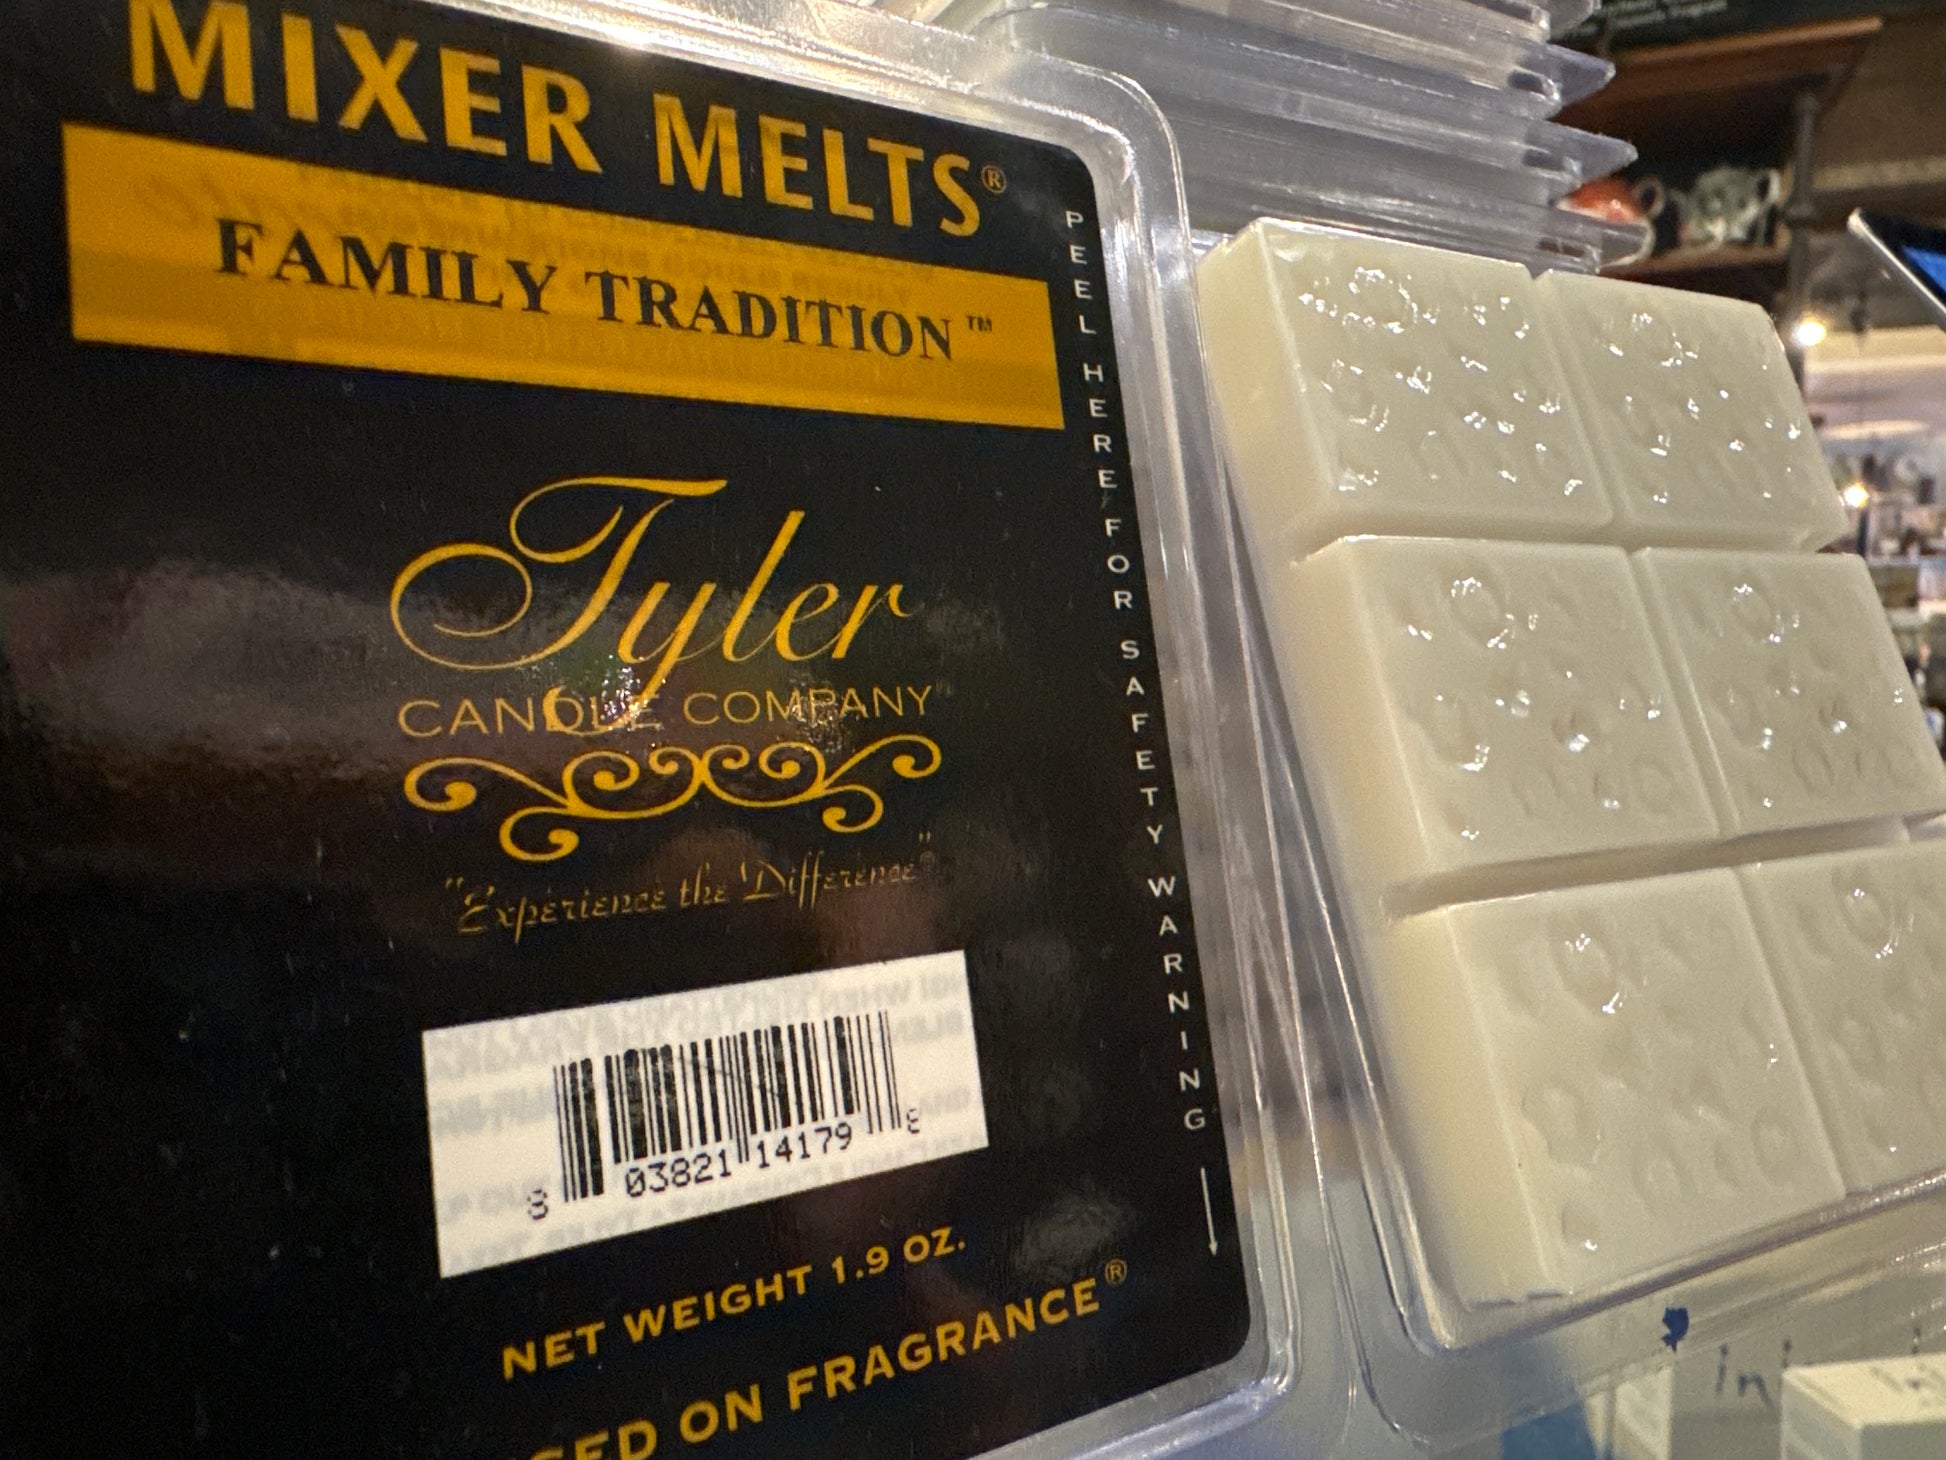 MIXER MELTS®
FAMILY TRADITION™
Tyler
CANDLE COMPANY
"Experience the Difference"
8 03821 14179 8
NET WEIGHT 1.9 OZ.
ON FRAGRANCE®
PEEL HERE FOR SAFETY WARNING